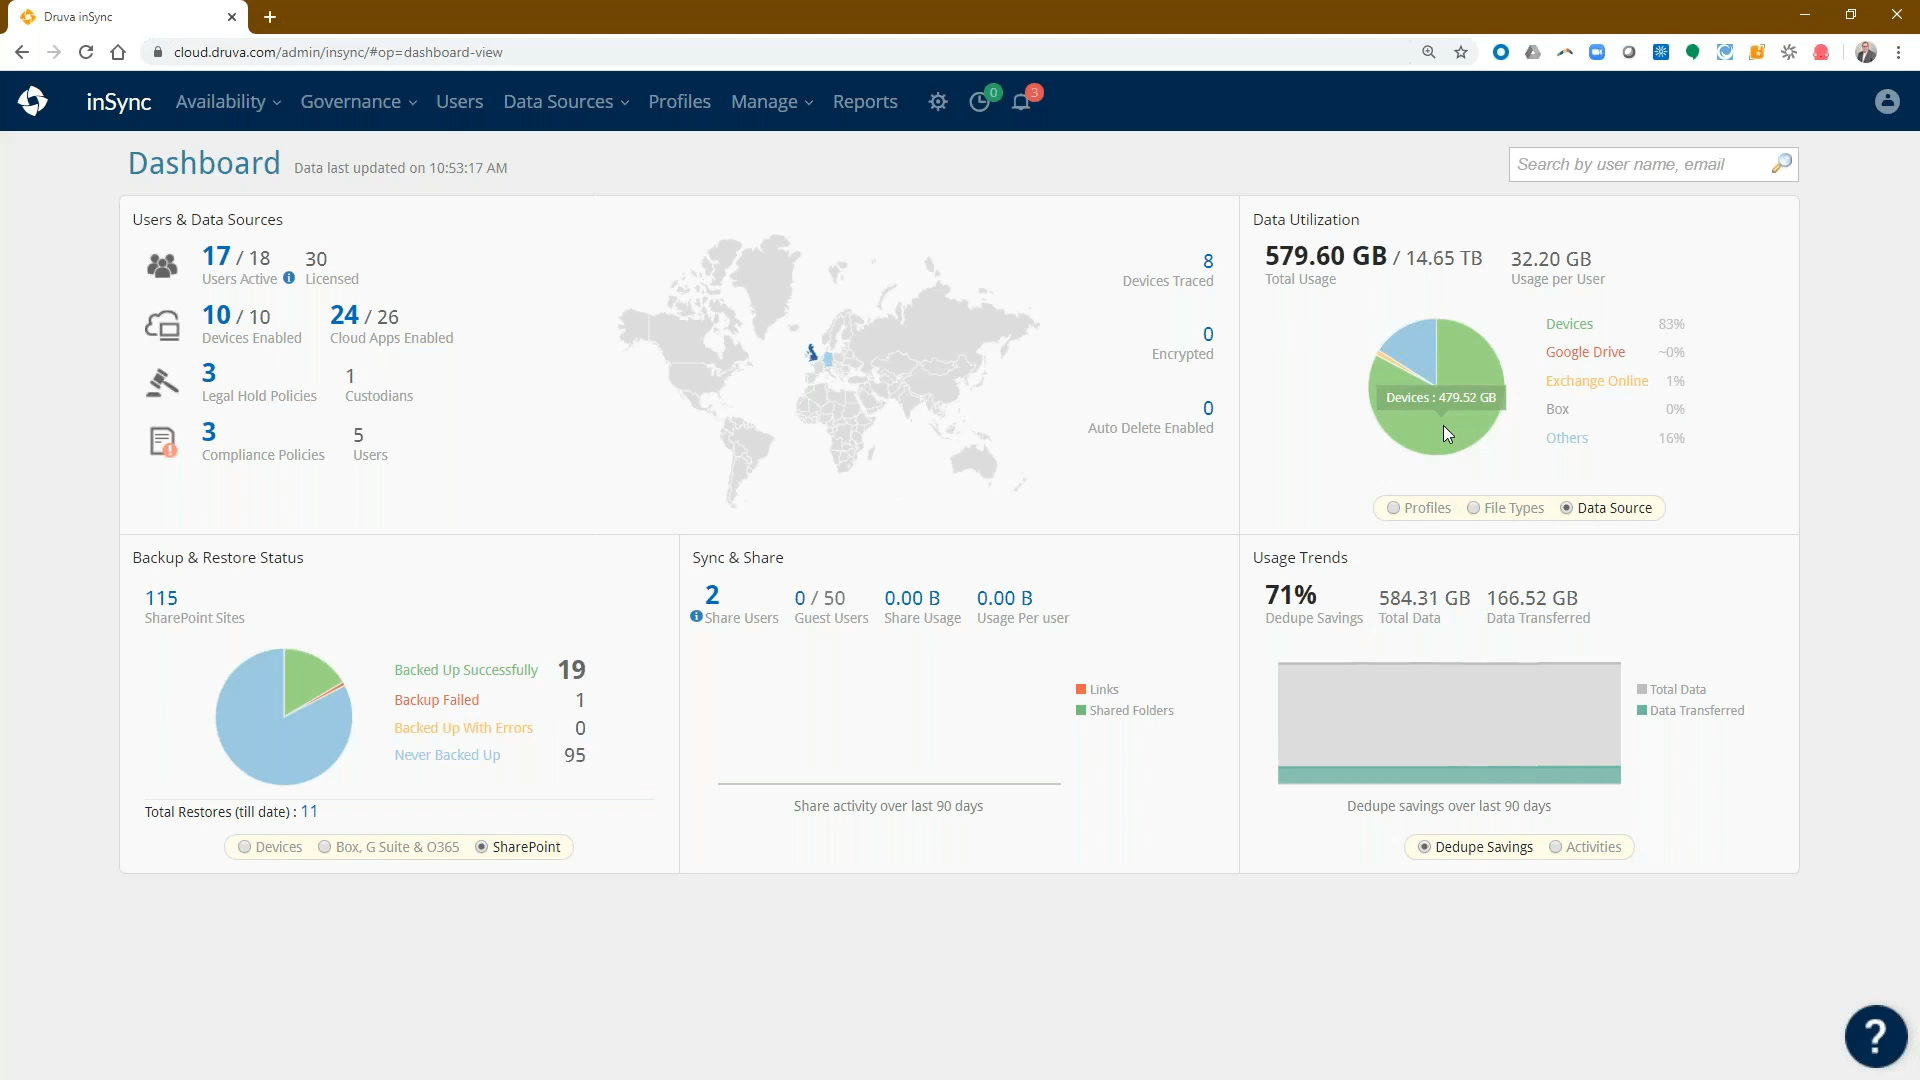 Druva inSync
cloud.druva.com/admin/insync/#op=dashboard-view
inSync Availability Governance Users Data Sources Profiles Manage Reports 0 3
Dashboard Data last updated on 10:53:17 AM
Search by user name, email
Users & Data Sources
17 / 18 30
Users Active Licensed
10 / 10 24 / 26
Devices Enabled Cloud Apps Enabled
3 1
Legal Hold Policies Custodians
3 5
Compliance Policies Users
8
Devices Traced
0
Encrypted
0
Auto Delete Enabled
Data Utilization
579.60 GB / 14.65 TB 32.20 GB
Total Usage Usage per User
Devices : 479.52 GB
Devices 83%
Google Drive ~0%
Exchange Online 1%
Box 0%
Others 16%
Profiles File Types Data Source
Backup & Restore Status
115
SharePoint Sites
Backed Up Successfully 19
Backup Failed 1
Backed Up With Errors 0
Never Backed Up 95
Total Restores (till date) : 11
Devices Box, G Suite & O365 SharePoint
Sync & Share
2 0 / 50 0.00 B 0.00 B
Share Users Guest Users Share Usage Usage Per user
Links
Shared Folders
Share activity over last 90 days
Usage Trends
71% 584.31 GB 166.52 GB
Dedupe Savings Total Data Data Transferred
Total Data
Data Transferred
Dedupe savings over last 90 days
Dedupe Savings Activities
?